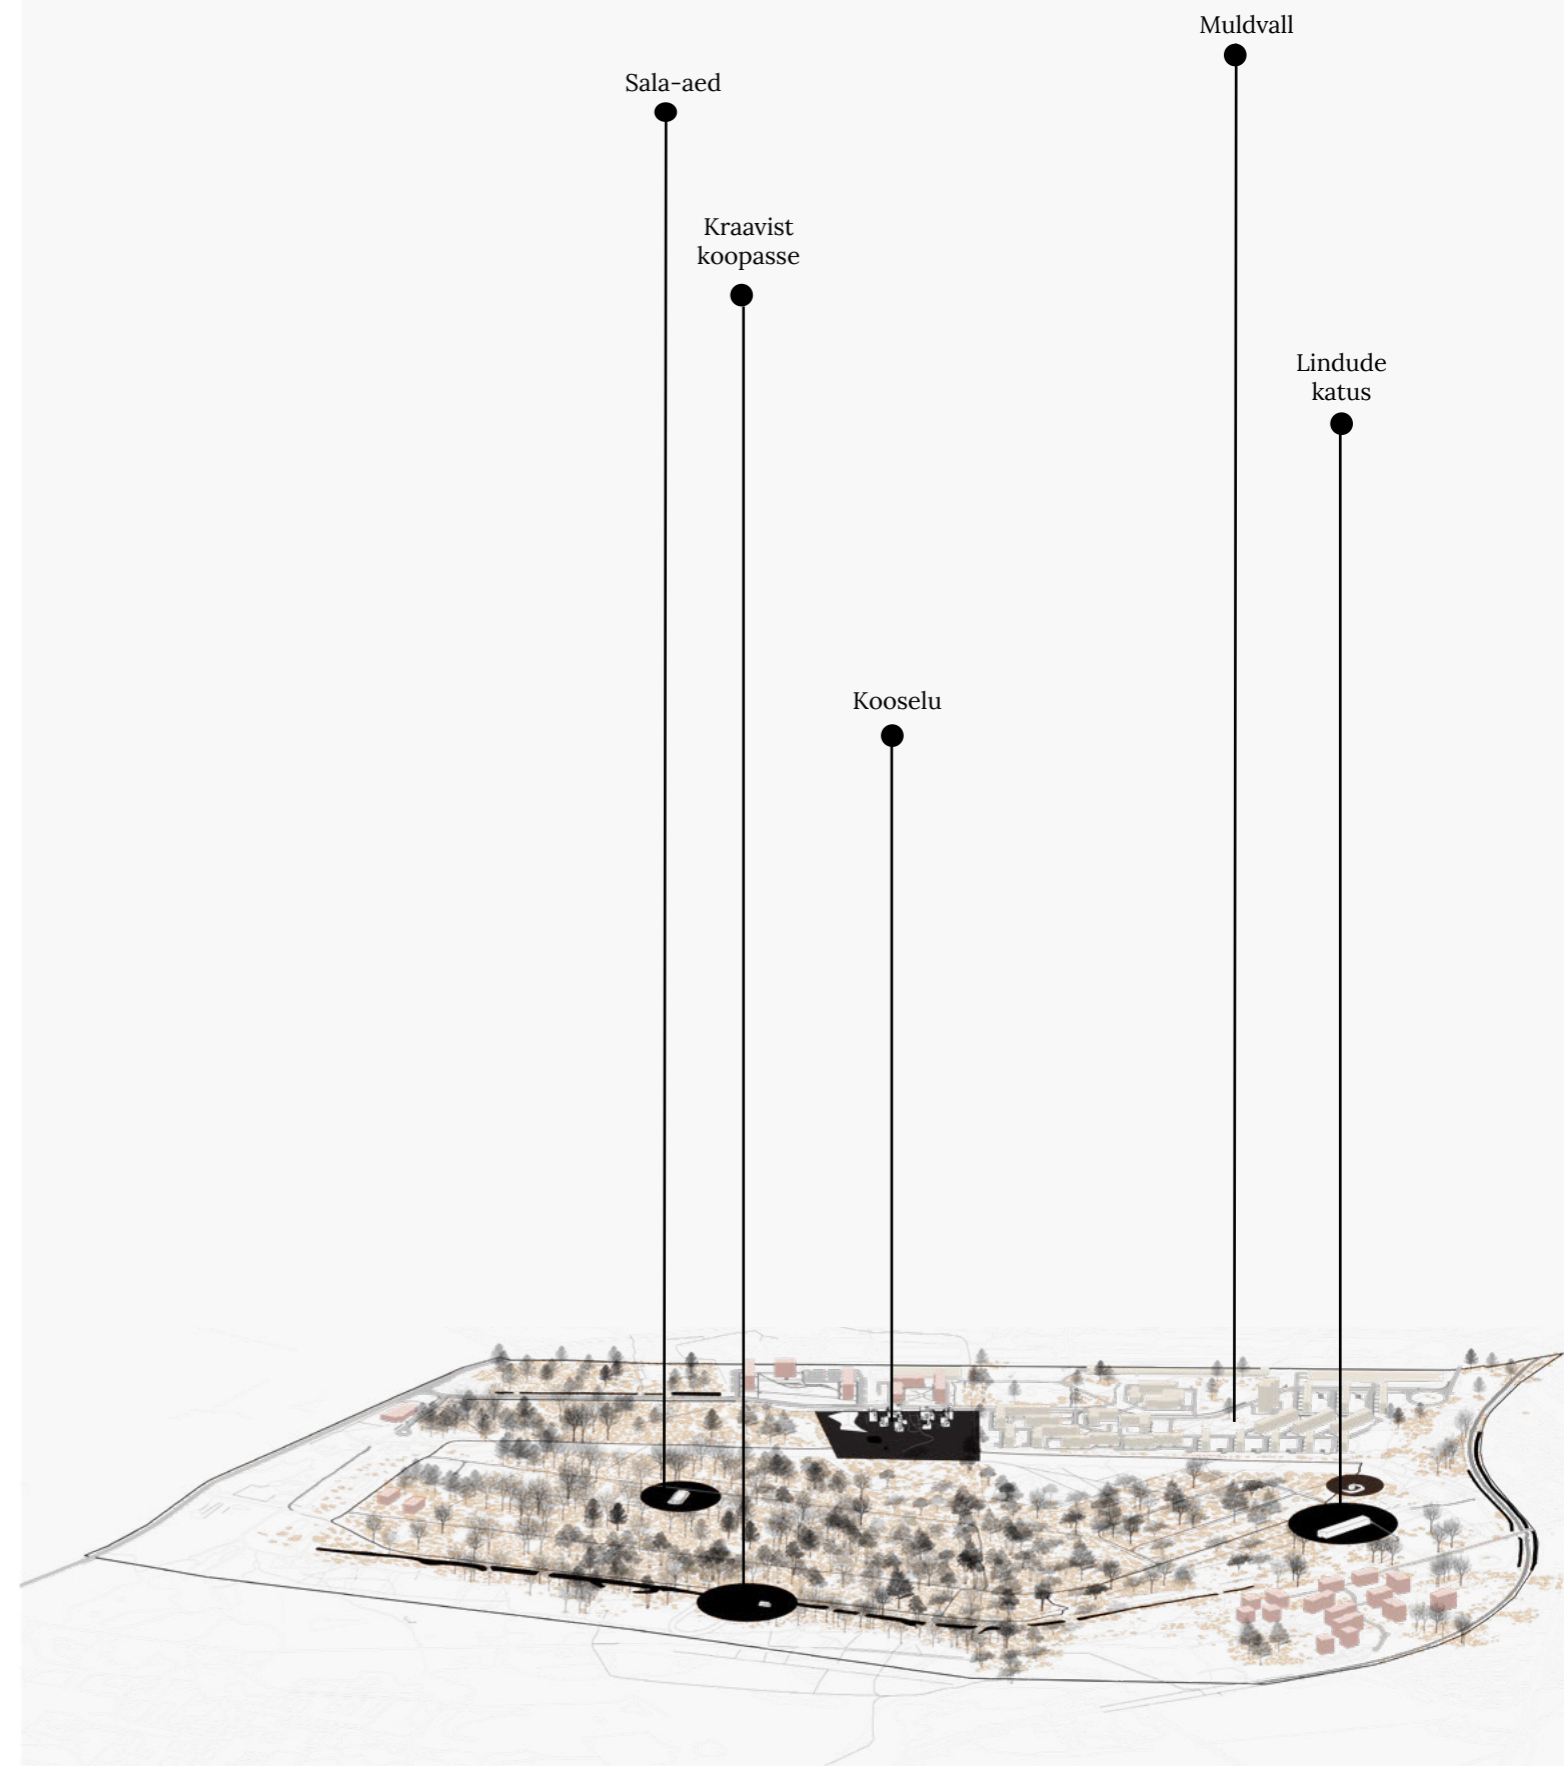 Muldvall
Sala-aed
Kraavist
koopasse
Lindude
katus
Kooselu